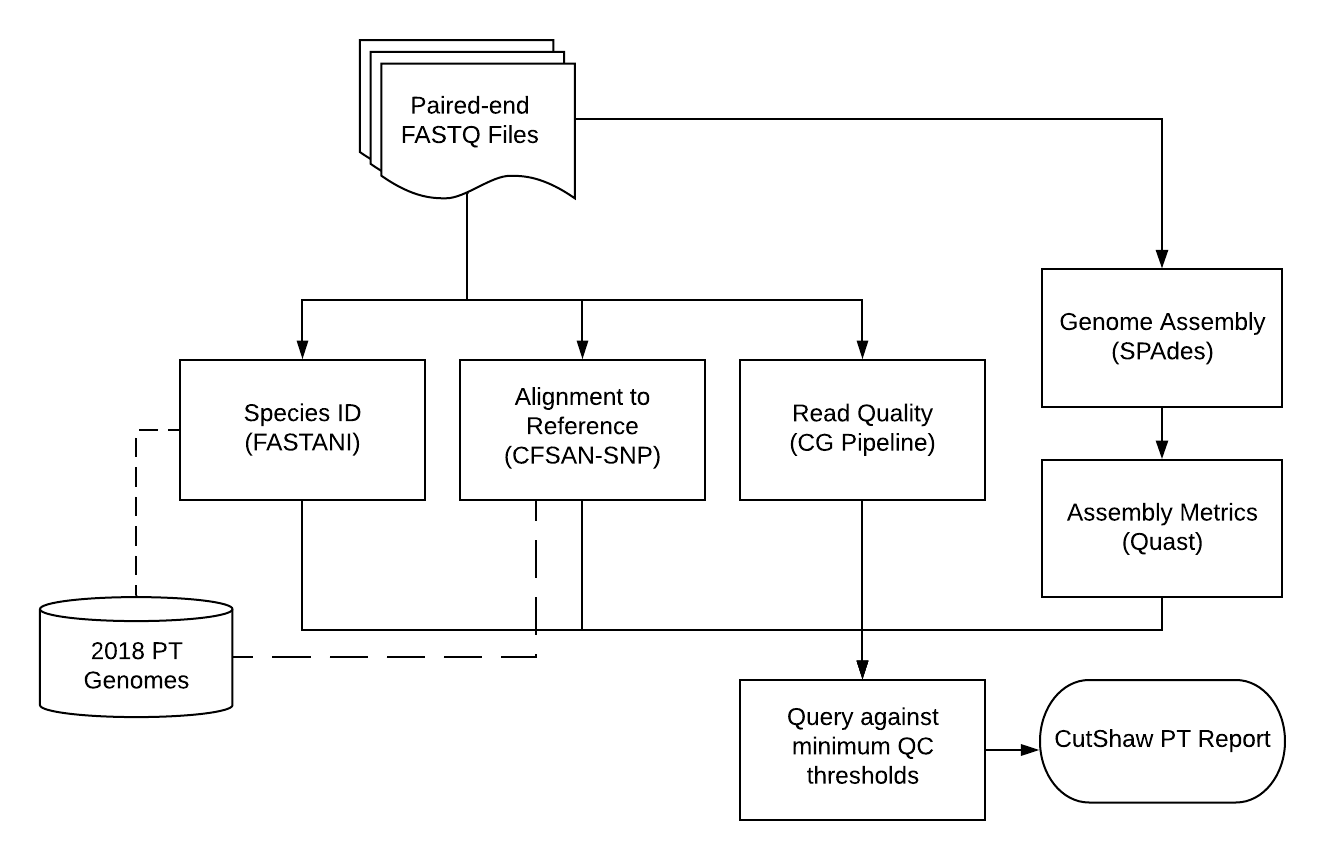 Paired-end
FASTQ Files
Genome Assembly
(SPAdes)
Species ID
(FASTANI)
Alignment to
Reference
(CFSAN-SNP)
Read Quality
(CG Pipeline)
Assembly Metrics
(Quast)
2018 PT
Genomes
Query against
minimum QC
thresholds
CutShaw PT Report